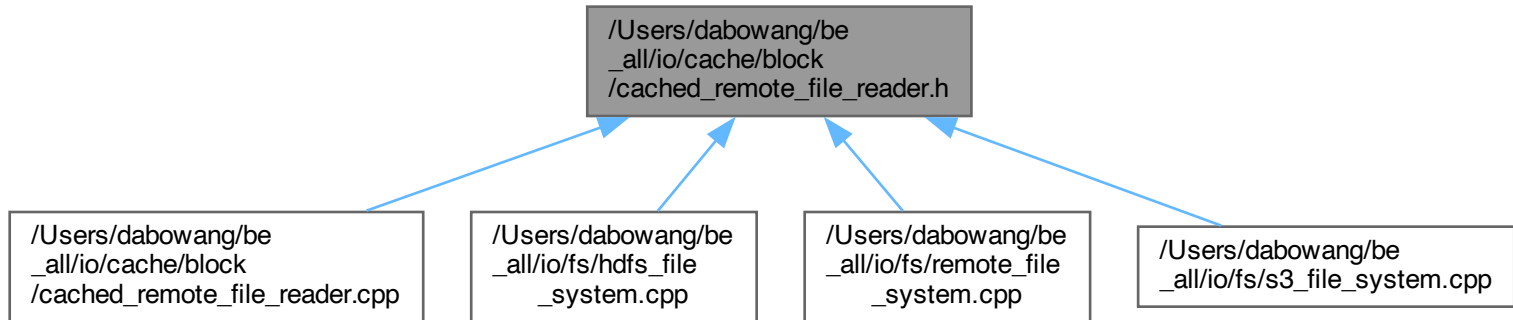 /Users/dabowang/be
_all/io/cache/block
/cached_remote_file_reader.h
/Users/dabowang/be
_all/io/cache/block
/cached_remote_file_reader.cpp
/Users/dabowang/be
_all/io/fs/hdfs_file
_system.cpp
/Users/dabowang/be
_all/io/fs/remote_file
_system.cpp
/Users/dabowang/be
_all/io/fs/s3_file_system.cpp